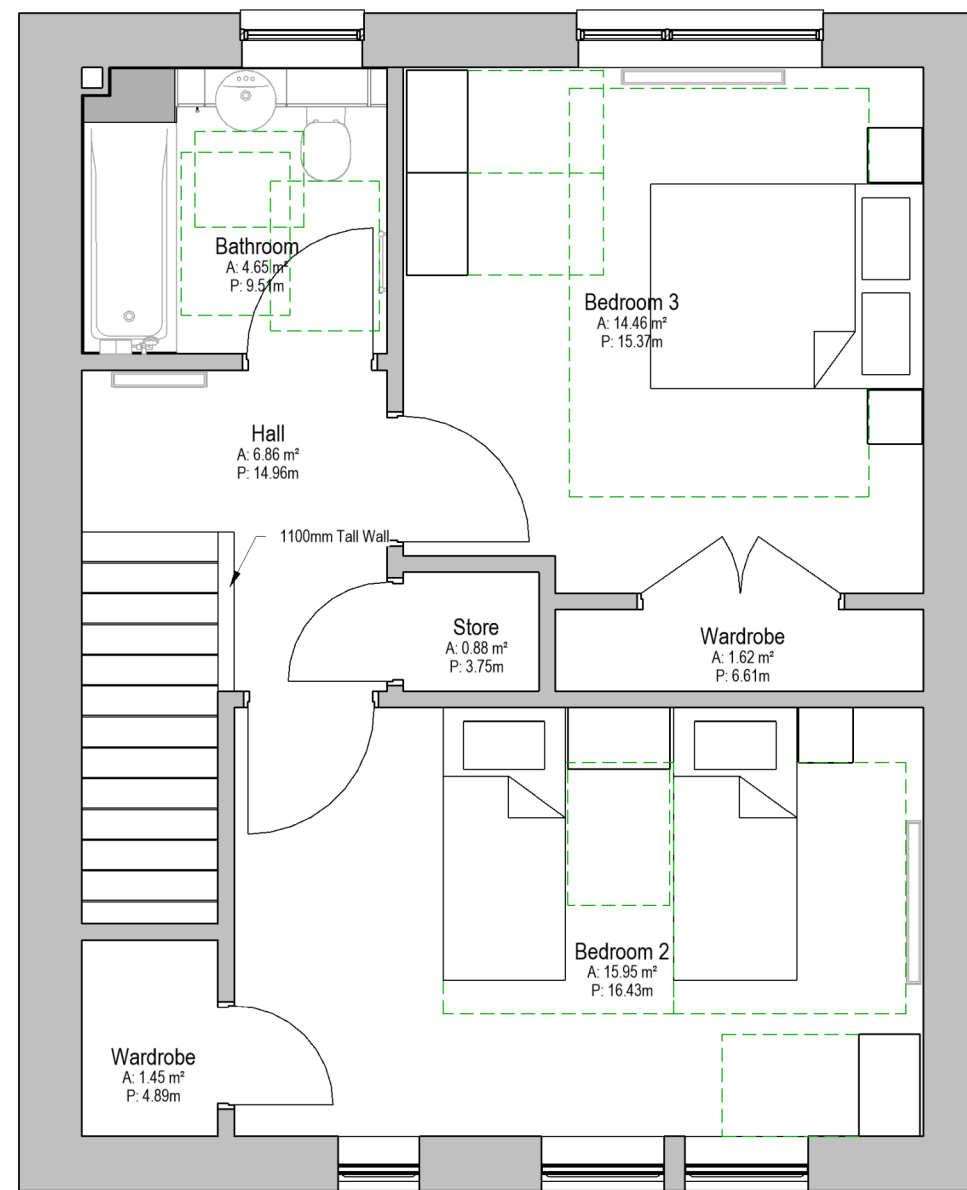 Bathroom
A: 4.65 m²
P: 9.51m
Bedroom 3
A: 14.46 m²
P: 15.37m
Hall
A: 6.86 m²
P: 14.96m
1100mm Tall Wall
Store
A: 0.88 m²
P: 3.75m
Wardrobe
A: 1.62 m²
P: 6.61m
Bedroom 2
A: 15.95 m²
P: 16.43m
Wardrobe
A: 1.45 m²
P: 4.89m